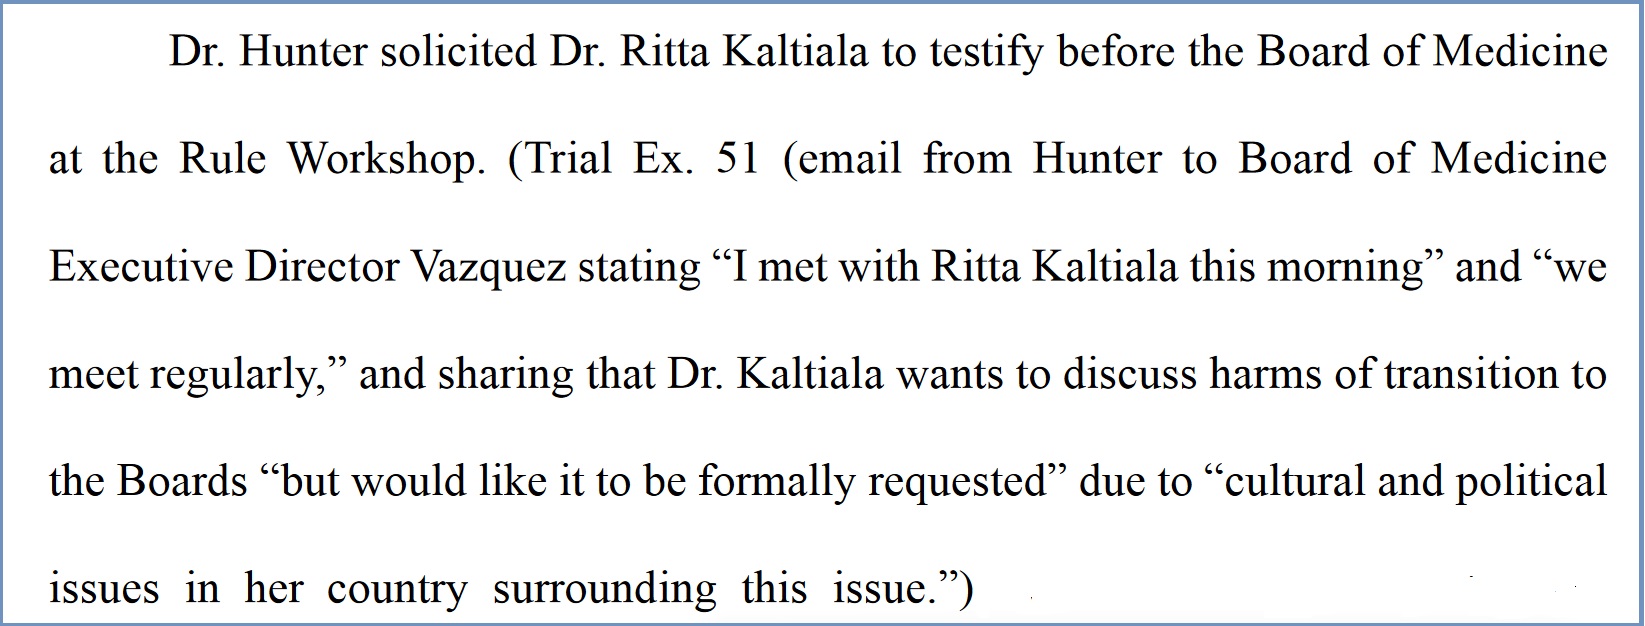 Dr. Hunter solicited Dr. Ritta Kaltiala to testify before the Board of Medicine
at the Rule Workshop. (Trial Ex. 51 (email from Hunter to Board of Medicine
Executive Director Vazquez stating “I met with Ritta Kaltiala this morning” and “we
meet regularly,” and sharing that Dr. Kaltiala wants to discuss harms of transition to
the Boards “but would like it to be formally requested” due to “cultural and political
issues in her country surrounding this issue.”)